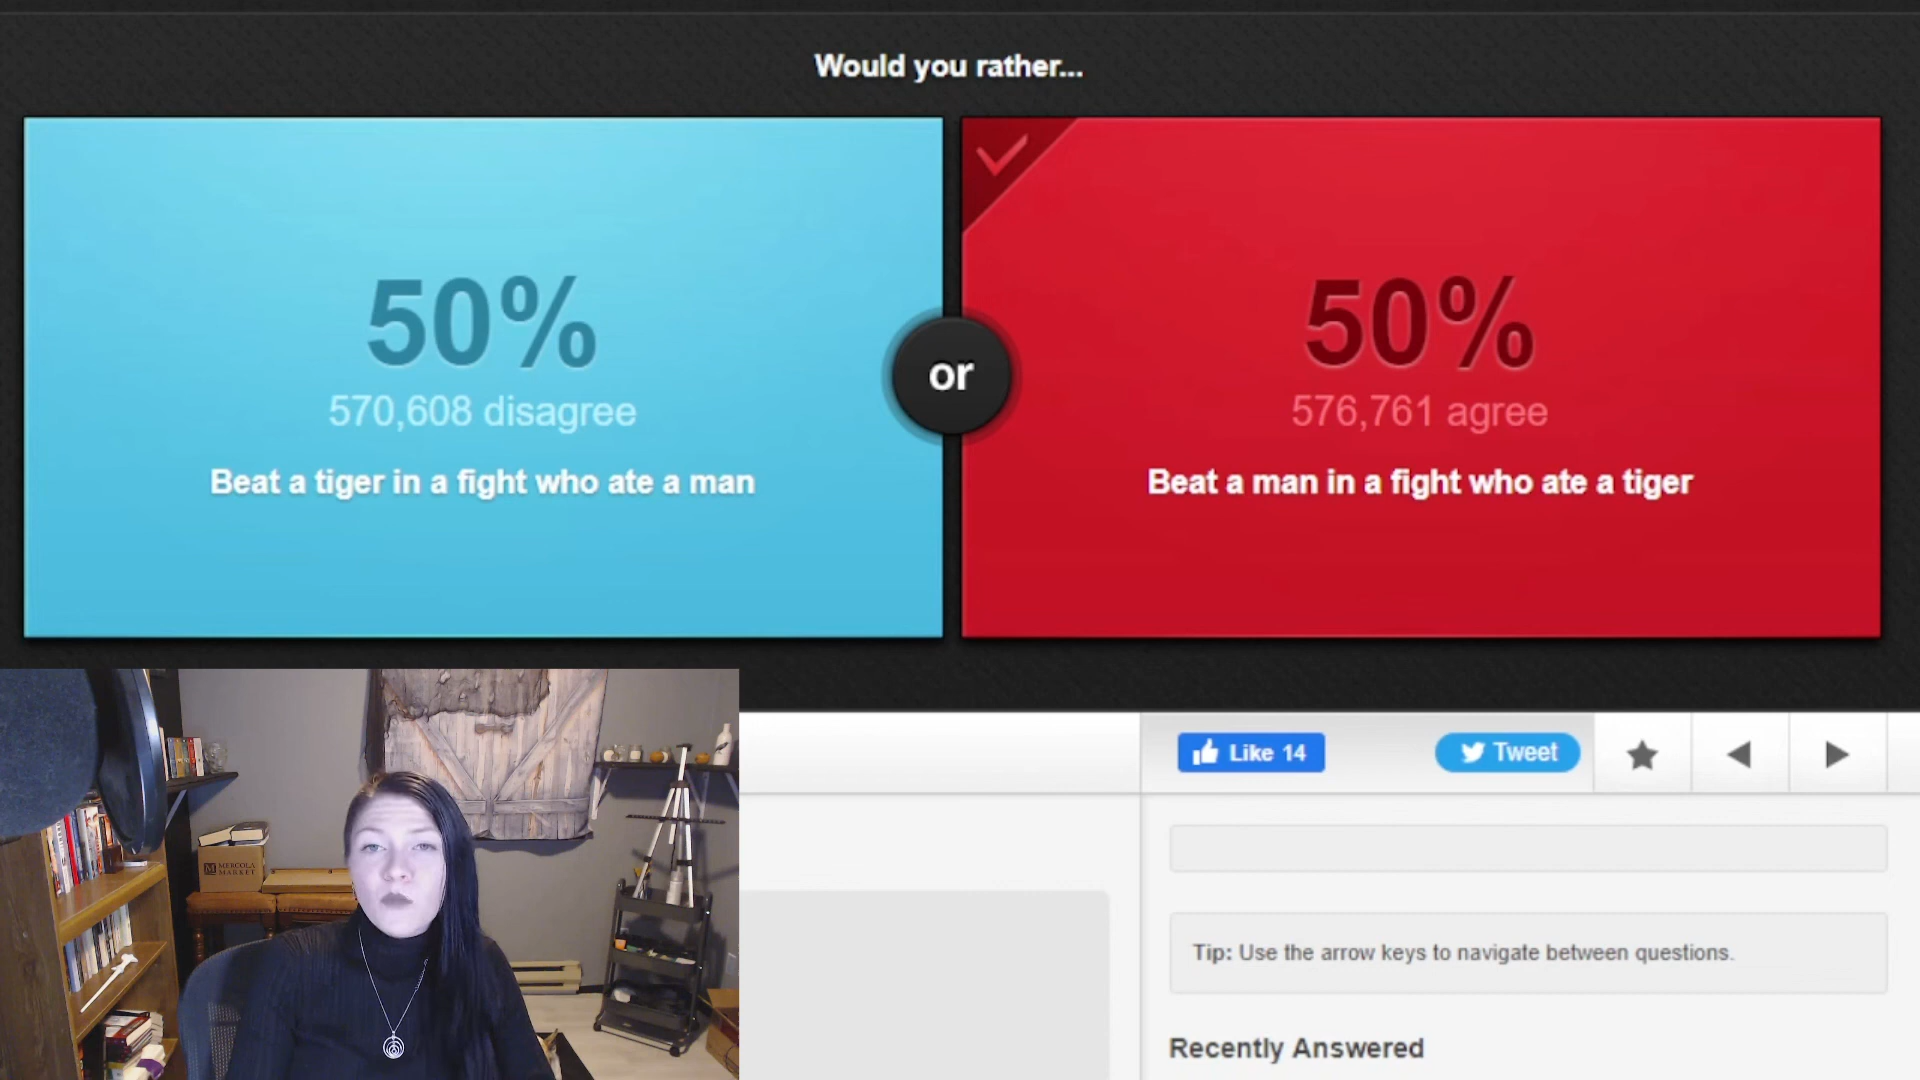 Would you rather...
50%
570,608 disagree
Beat a tiger in a fight who ate a man
or
50%
576,761 agree
Beat a man in a fight who ate a tiger
Like 14
Tweet
Tip: Use the arrow keys to navigate between questions.
Recently Answered
MERCOLA
MARKET